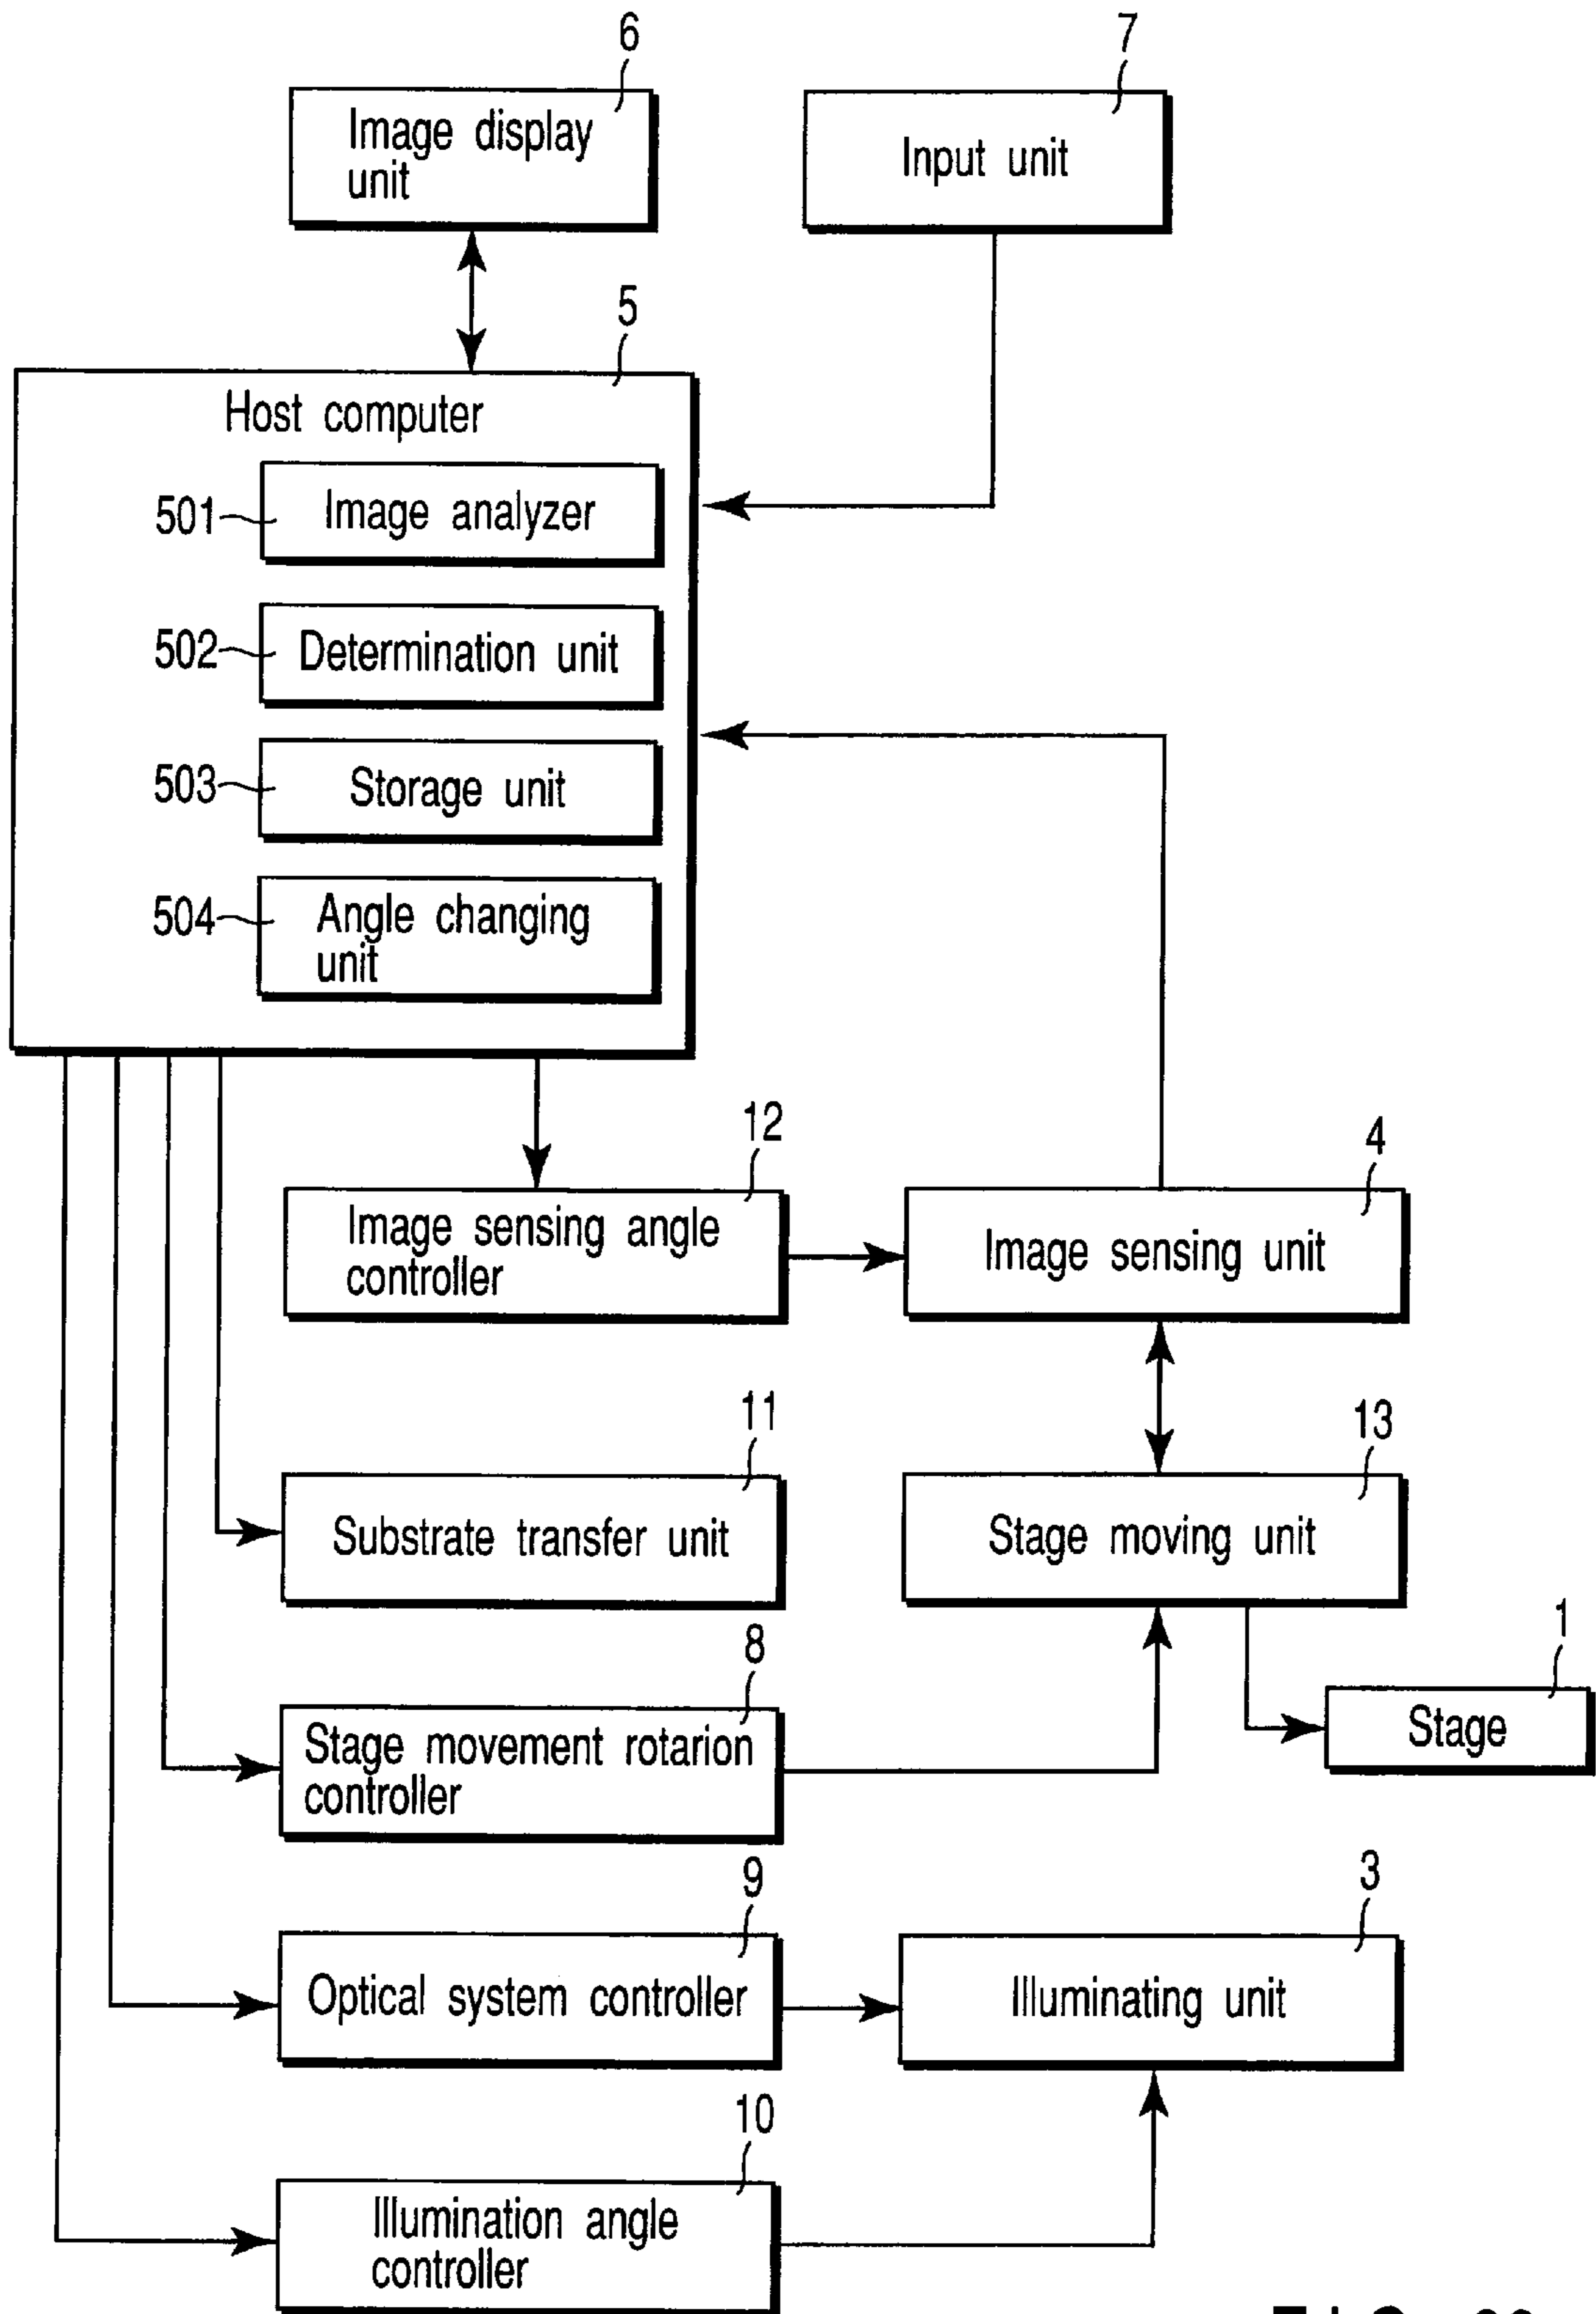 6
7
Image display
unit
Input unit
5
Host computer
501
Image analyzer
502
Determination unit
503
Storage unit
504
Angle changing
unit
12
4
Image sensing angle
controller
Image sensing unit
11
13
Substrate transfer unit
Stage moving unit
8
1
Stage movement rotarion
controller
Stage
9
3
Optical system controller
Illuminating unit
10
Illumination angle
controller